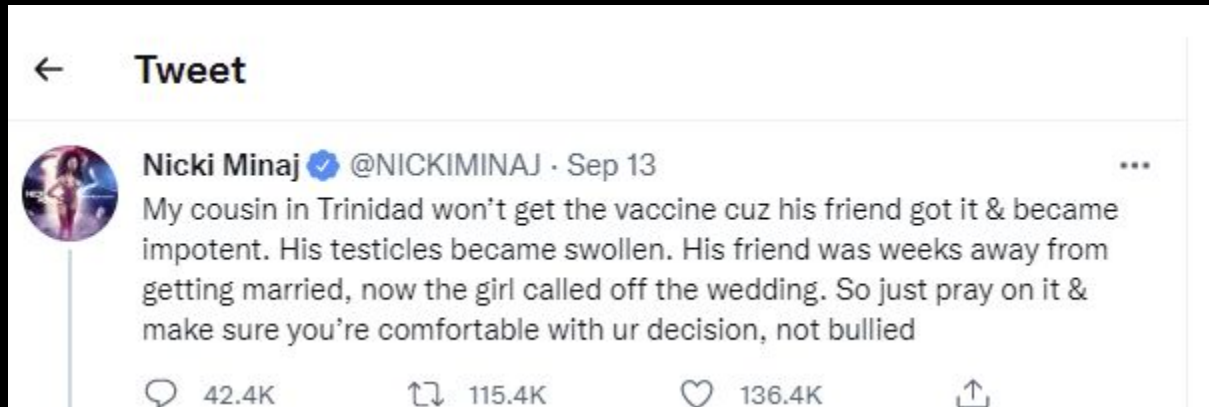 Tweet
Nicki Minaj @NICKIMINAJ · Sep 13
My cousin in Trinidad won't get the vaccine cuz his friend got it & became
impotent. His testicles became swollen. His friend was weeks away from
getting married, now the girl called off the wedding. So just pray on it &
make sure you're comfortable with ur decision, not bullied
42.4K 115.4K 136.4K